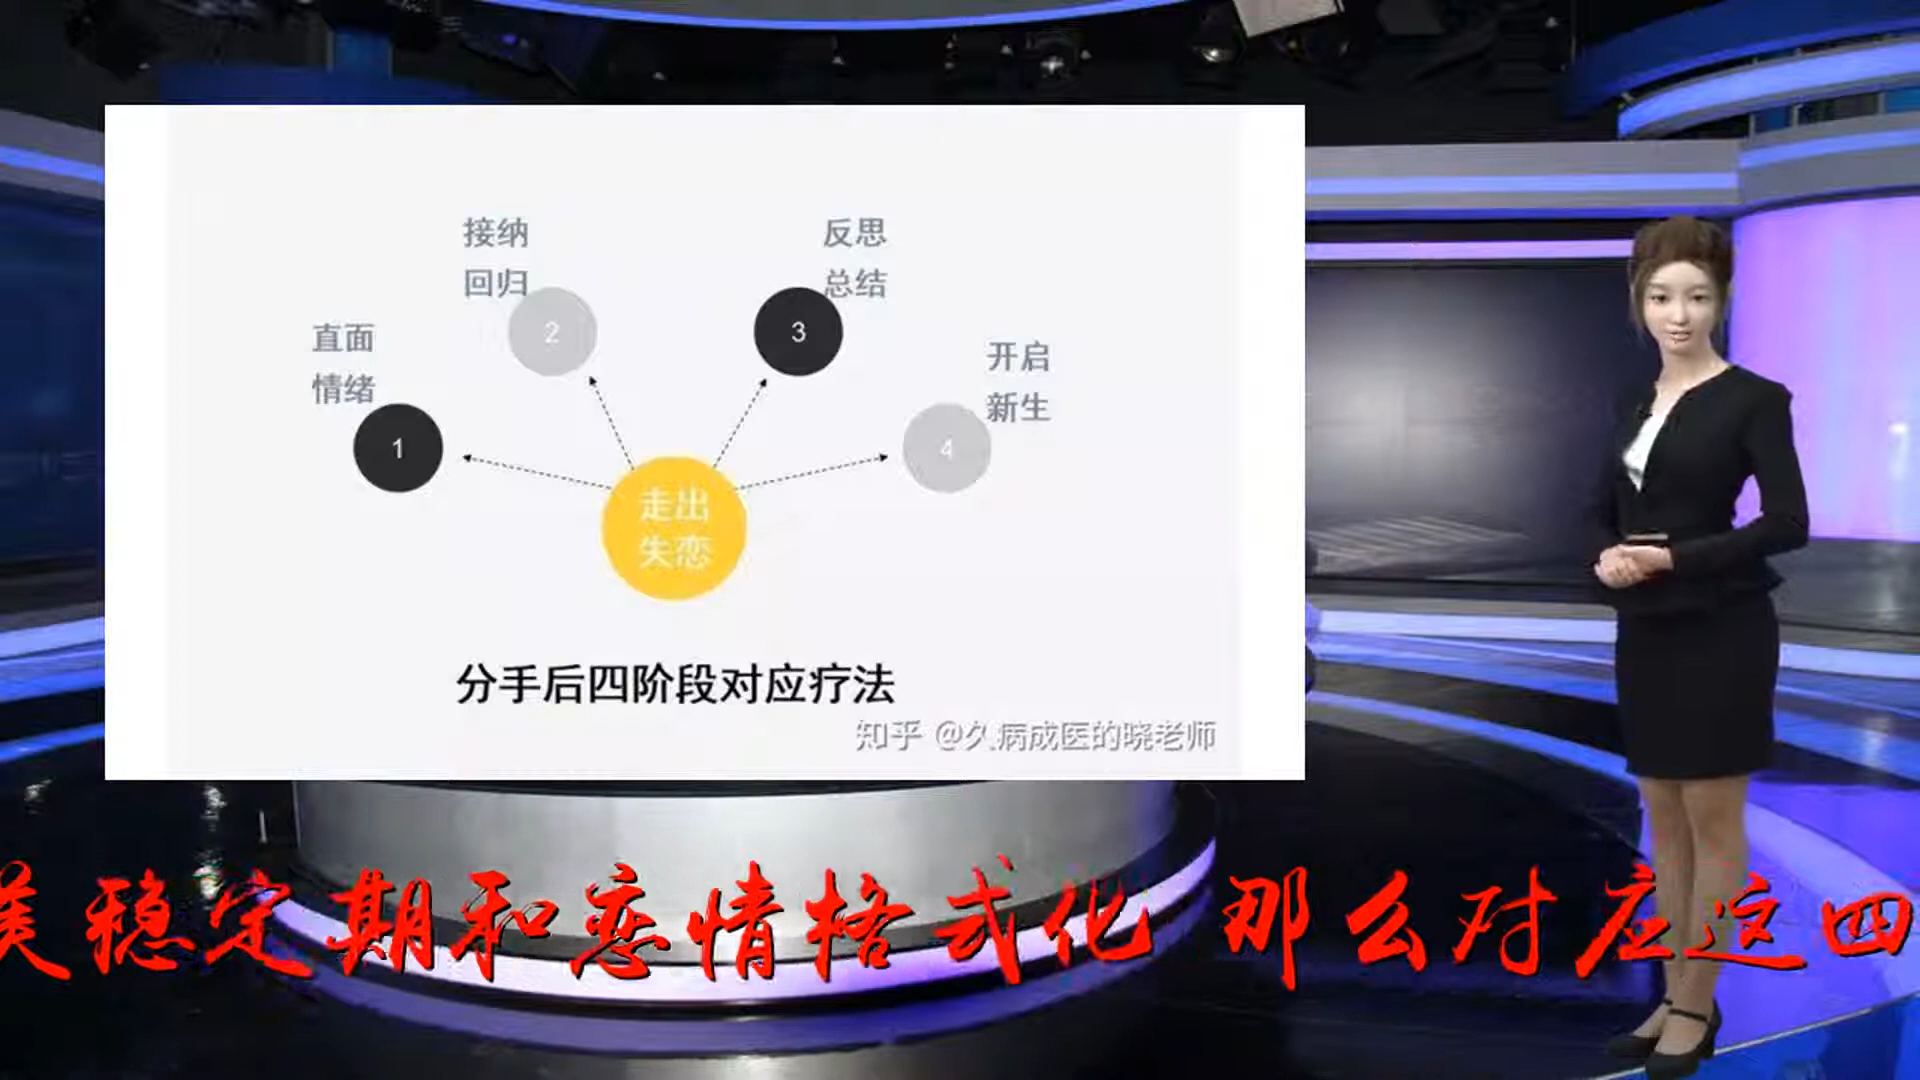 接纳
回归
反思
总结
直面
情绪
开启
新生
2
3
1
4
走出
失恋
分手后四阶段对应疗法
知乎 @久病成医的晓老师
稳定期和恋情格式化 那么对应这四